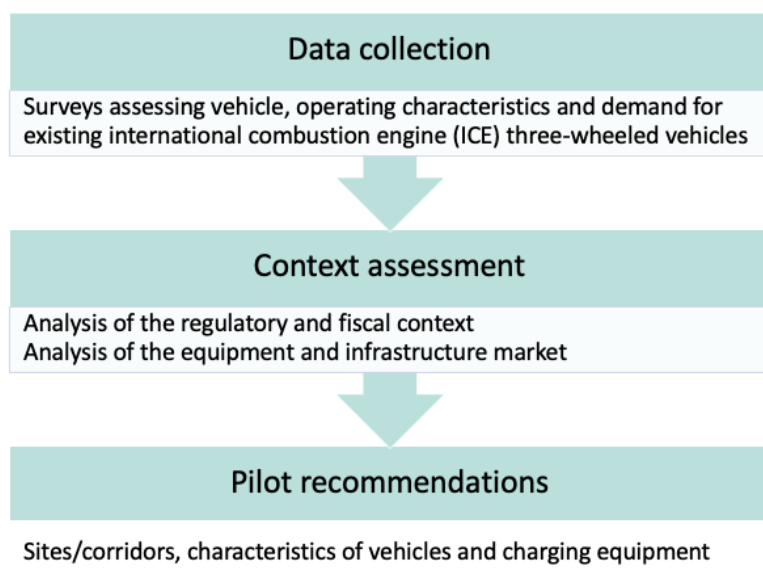 Data collection
Surveys assessing vehicle, operating characteristics and demand for
existing international combustion engine (ICE) three-wheeled vehicles
Context assessment
Analysis of the regulatory and fiscal context
Analysis of the equipment and infrastructure market
Pilot recommendations
Sites/corridors, characteristics of vehicles and charging equipment